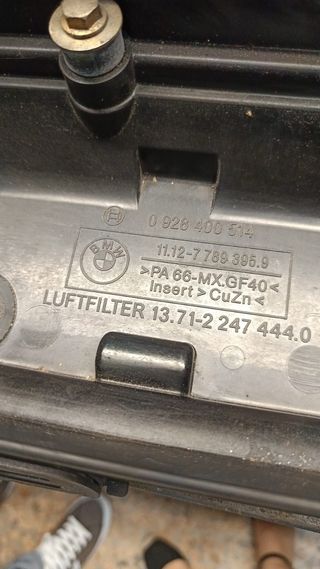 0 928 400 514
BMW
11.12-7 789 395.9
>PA 66-MX.GF40<
Insert > CuZn <
LUFTFILTER 13.71-2 247 444.0